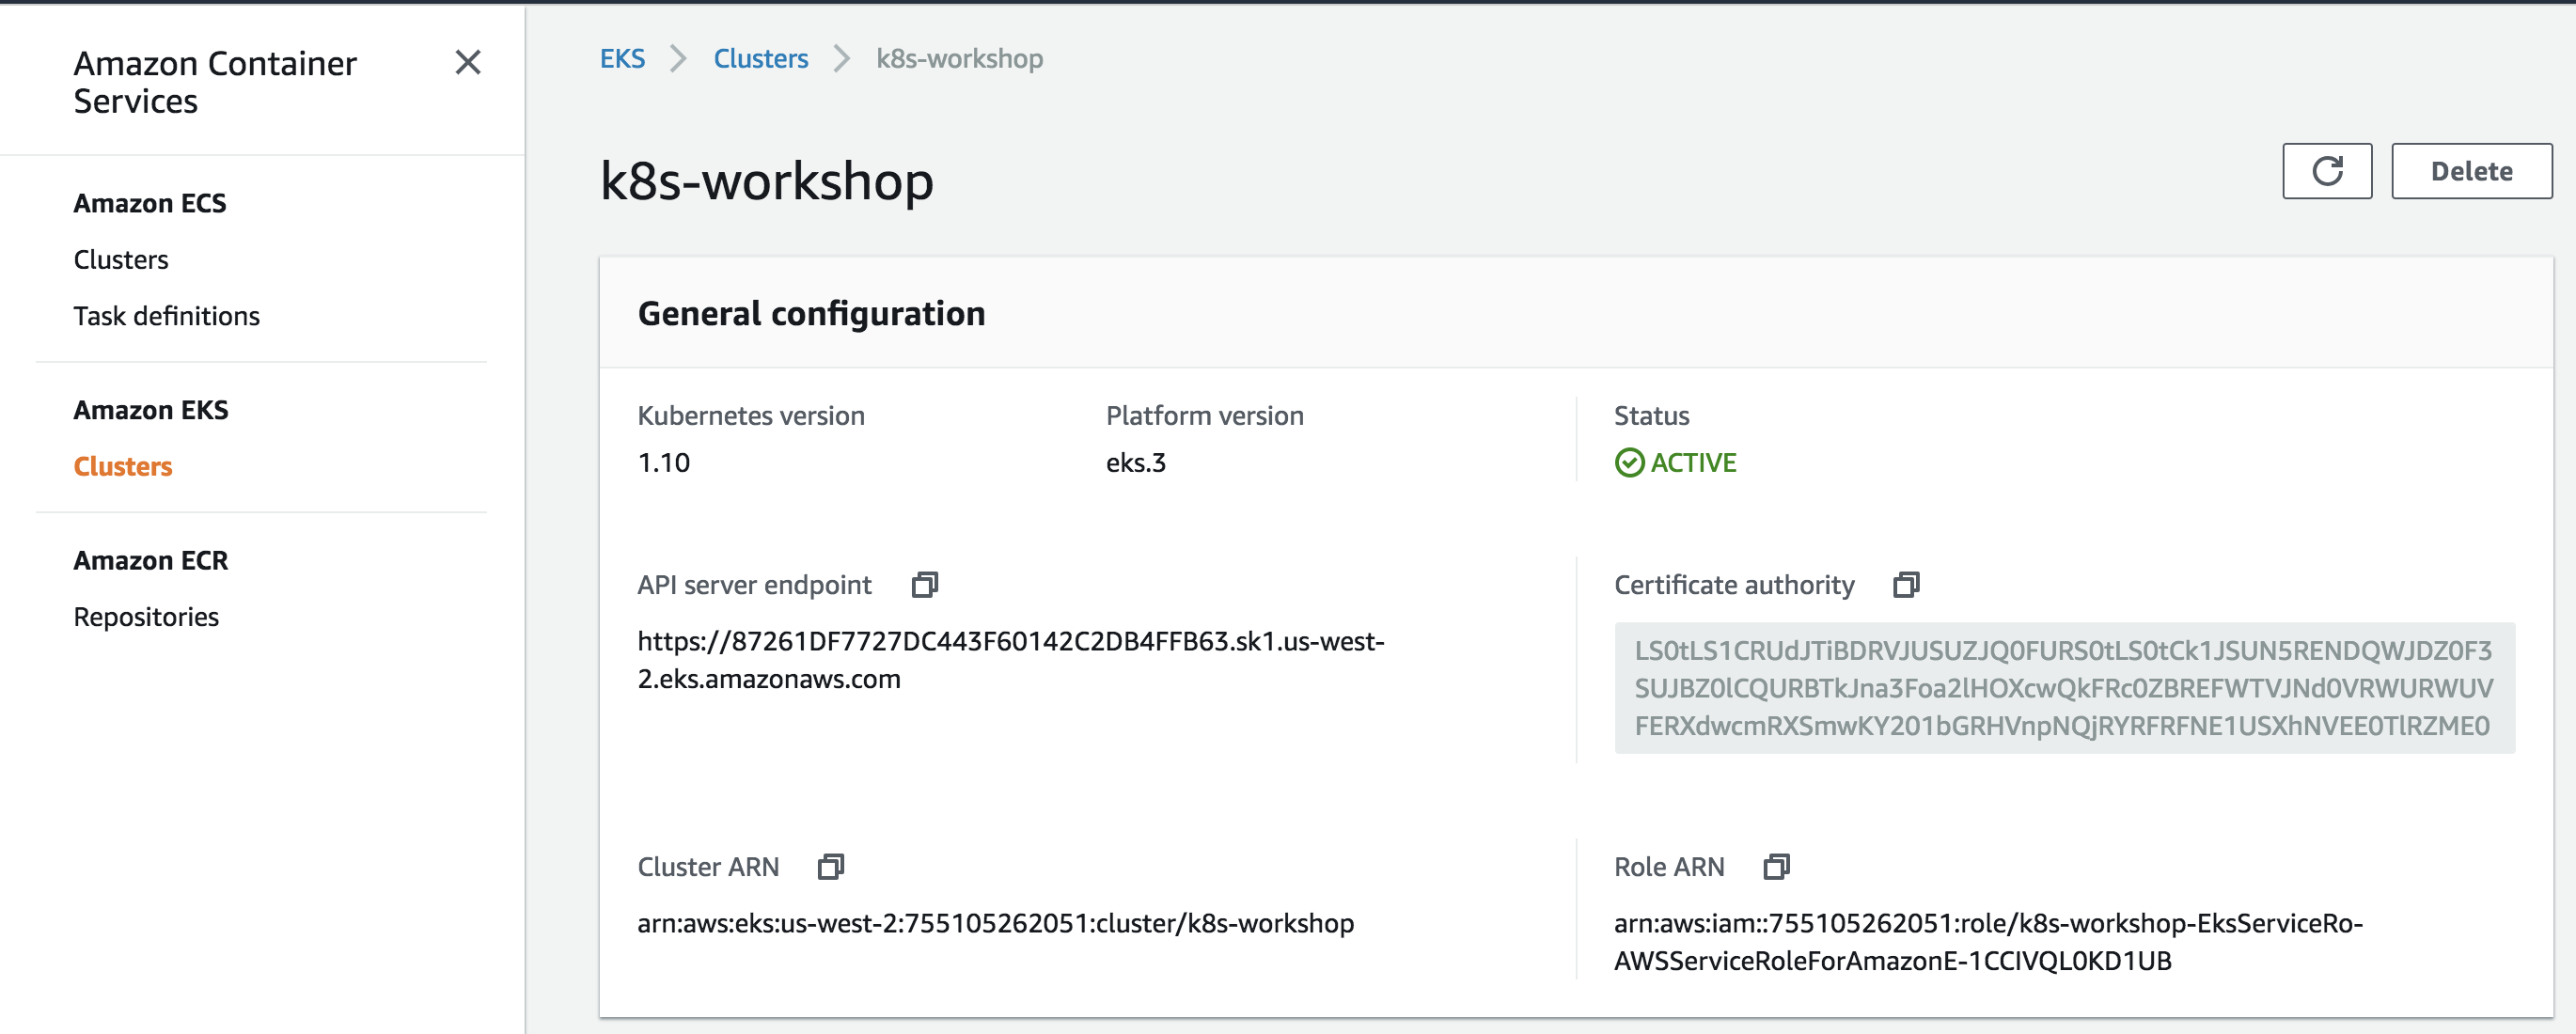 Amazon Container
Services
Amazon ECS
Clusters
Task definitions
Amazon EKS
Clusters
Amazon ECR
Repositories
EKS
Clusters
k8s-workshop
k8s-workshop
Delete
General configuration
Kubernetes version
1.10
Platform version
eks.3
Status
ACTIVE
API server endpoint
https://87261DF7727DC443F60142C2DB4FFB63.sk1.us-west-
2.eks.amazonaws.com
Certificate authority
LS0tLS1CRUdJTiBDRVJUSUZJQ0FURS0tLS0tCk1JSUN5RENDQWJDZ0F3
SUJBZ0lCQURBTkJna3Foa2lHOXcwQkFRc0ZBREFWTVJNd0VRWURWUV
FERXdwcmRXSmwKY201bGRHVnpNQjRYRFRFNE1USXhNVEE0TlRZME0
Cluster ARN
arn:aws:eks:us-west-2:755105262051:cluster/k8s-workshop
Role ARN
arn:aws:iam::755105262051:role/k8s-workshop-EksServiceRo-
AWSServiceRoleForAmazonE-1CCIVQL0KD1UB